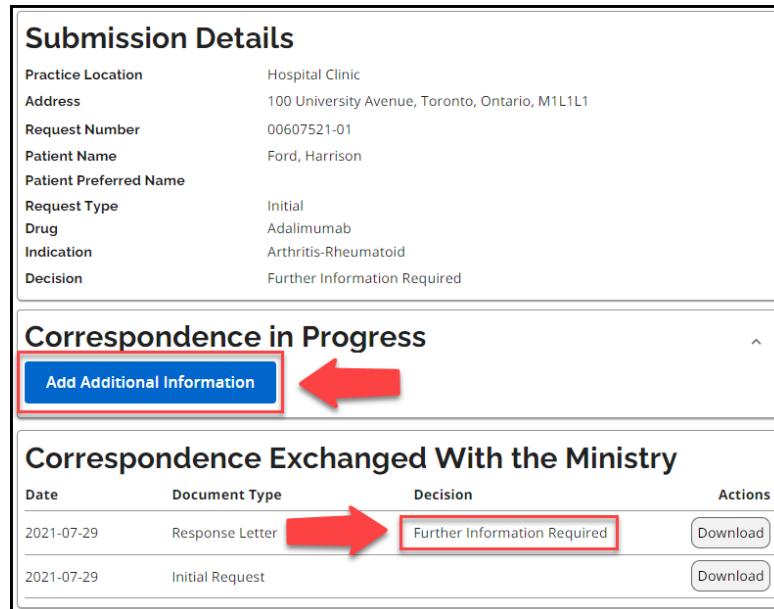 Submission Details
Practice Location Hospital Clinic
Address 100 University Avenue, Toronto, Ontario, M1L1L1
Request Number 00607521-01
Patient Name Ford, Harrison
Patient Preferred Name
Request Type Initial
Drug Adalimumab
Indication Arthritis-Rheumatoid
Decision Further Information Required
Correspondence in Progress
Add Additional Information
Correspondence Exchanged With the Ministry
Date Document Type Decision Actions
2021-07-29 Response Letter Further Information Required Download
2021-07-29 Initial Request Download